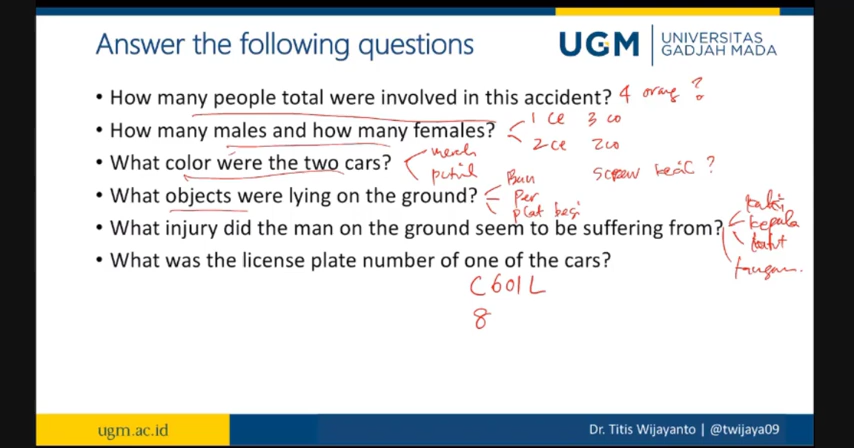 Answer the following questions
UGM UNIVERSITAS
GADJAH MADA
• How many people total were involved in this accident? 4 orang ?
1 ce 3 co
• How many males and how many females?
2 ce 2 co
• What color were the two cars? merah
putih
screw kecil ?
• What objects were lying on the ground? Ban
Per
plat besi
• What injury did the man on the ground seem to be suffering from? kaki
kepala
tangan
• What was the license plate number of one of the cars?
C601L
8
ugm.ac.id
Dr. Titis Wijayanto | @twijaya09